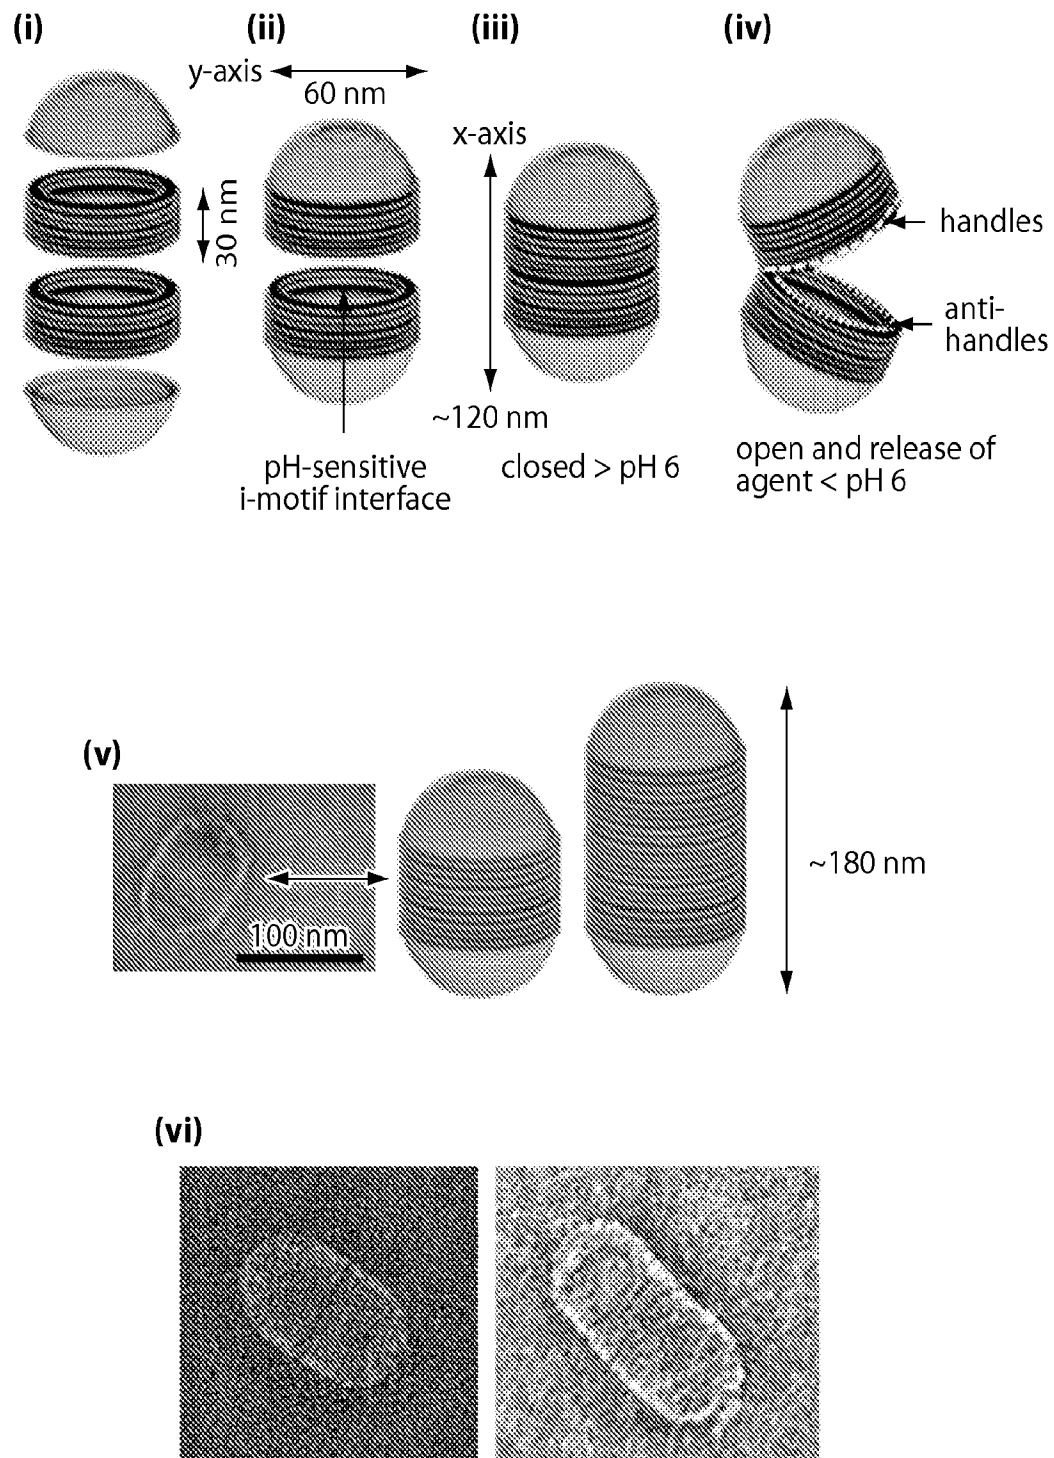 (i)
(ii)
(iii)
(iv)
y-axis
60 nm
x-axis
30 nm
handles
anti-
handles
~120 nm
pH-sensitive
i-motif interface
closed > pH 6
open and release of
agent < pH 6
(v)
100 nm
~180 nm
(vi)